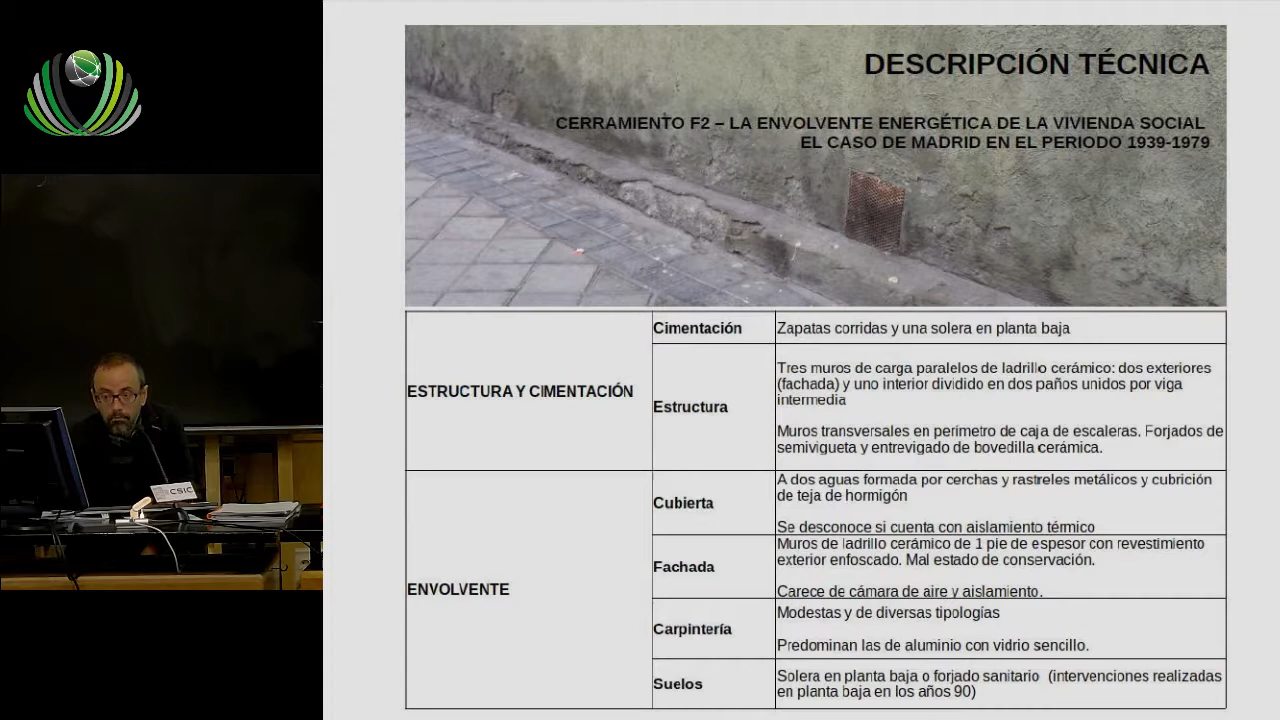 DESCRIPCIÓN TÉCNICA
CERRAMIENTO F2 – LA ENVOLVENTE ENERGÉTICA DE LA VIVIENDA SOCIAL
EL CASO DE MADRID EN EL PERIODO 1939-1979
ESTRUCTURA Y CIMENTACIÓN
Cimentación
Zapatas corridas y una solera en planta baja
Estructura
Tres muros de carga paralelos de ladrillo cerámico: dos exteriores
(fachada) y uno interior dividido en dos paños unidos por viga
intermedia
Muros transversales en perímetro de caja de escaleras. Forjados de
semivigueta y entrevigado de bovedilla cerámica.
ENVOLVENTE
Cubierta
A dos aguas formada por cerchas y rastreles metálicos y cubrición
de teja de hormigón
Se desconoce si cuenta con aislamiento térmico
Fachada
Muros de ladrillo cerámico de 1 pie de espesor con revestimiento
exterior enfoscado. Mal estado de conservación.
Carece de cámara de aire y aislamiento.
Carpintería
Modestas y de diversas tipologías
Predominan las de aluminio con vidrio sencillo.
Suelos
Solera en planta baja o forjado sanitario (intervenciones realizadas
en planta baja en los años 90)
CSIC